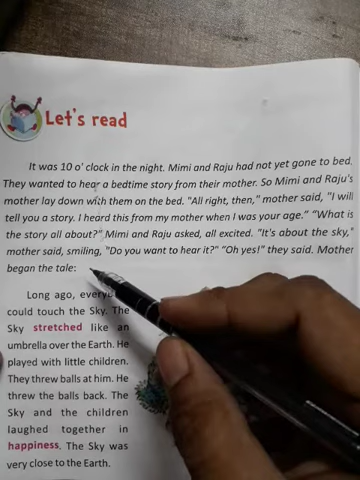 Let's read
It was 10 o' clock in the night. Mimi and Raju had not yet gone to bed.
They wanted to hear a bedtime story from their mother. So Mimi and Raju's
mother lay down with them on the bed. "All right, then," mother said, "I will
tell you a story. I heard this from my mother when I was your age." "What is
the story all about?" Mimi and Raju asked, all excited. "It's about the sky,"
mother said, smiling, "Do you want to hear it?" "Oh yes!" they said. Mother
began the tale:
Long ago,
could touch the Sky. The
Sky stretched like an
umbrella over the Earth. He
played with little children.
They threw balls at him. He
threw the balls back. The
Sky and the children
laughed together in
happiness. The Sky was
very close to the Earth.